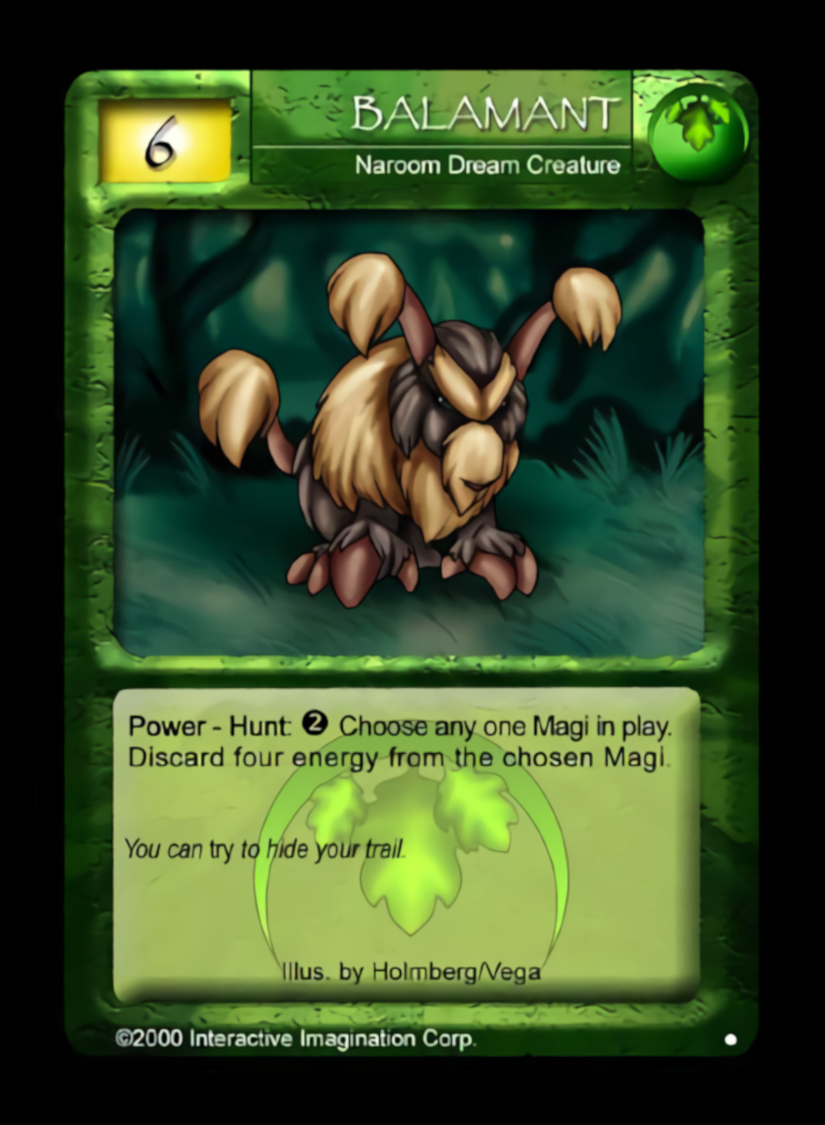 6
BALAMANT
Naroom Dream Creature
Power - Hunt: ❷ Choose any one Magi in play.
Discard four energy from the chosen Magi.
You can try to hide your trail.
Illus. by Holmberg/Vega
©2000 Interactive Imagination Corp.